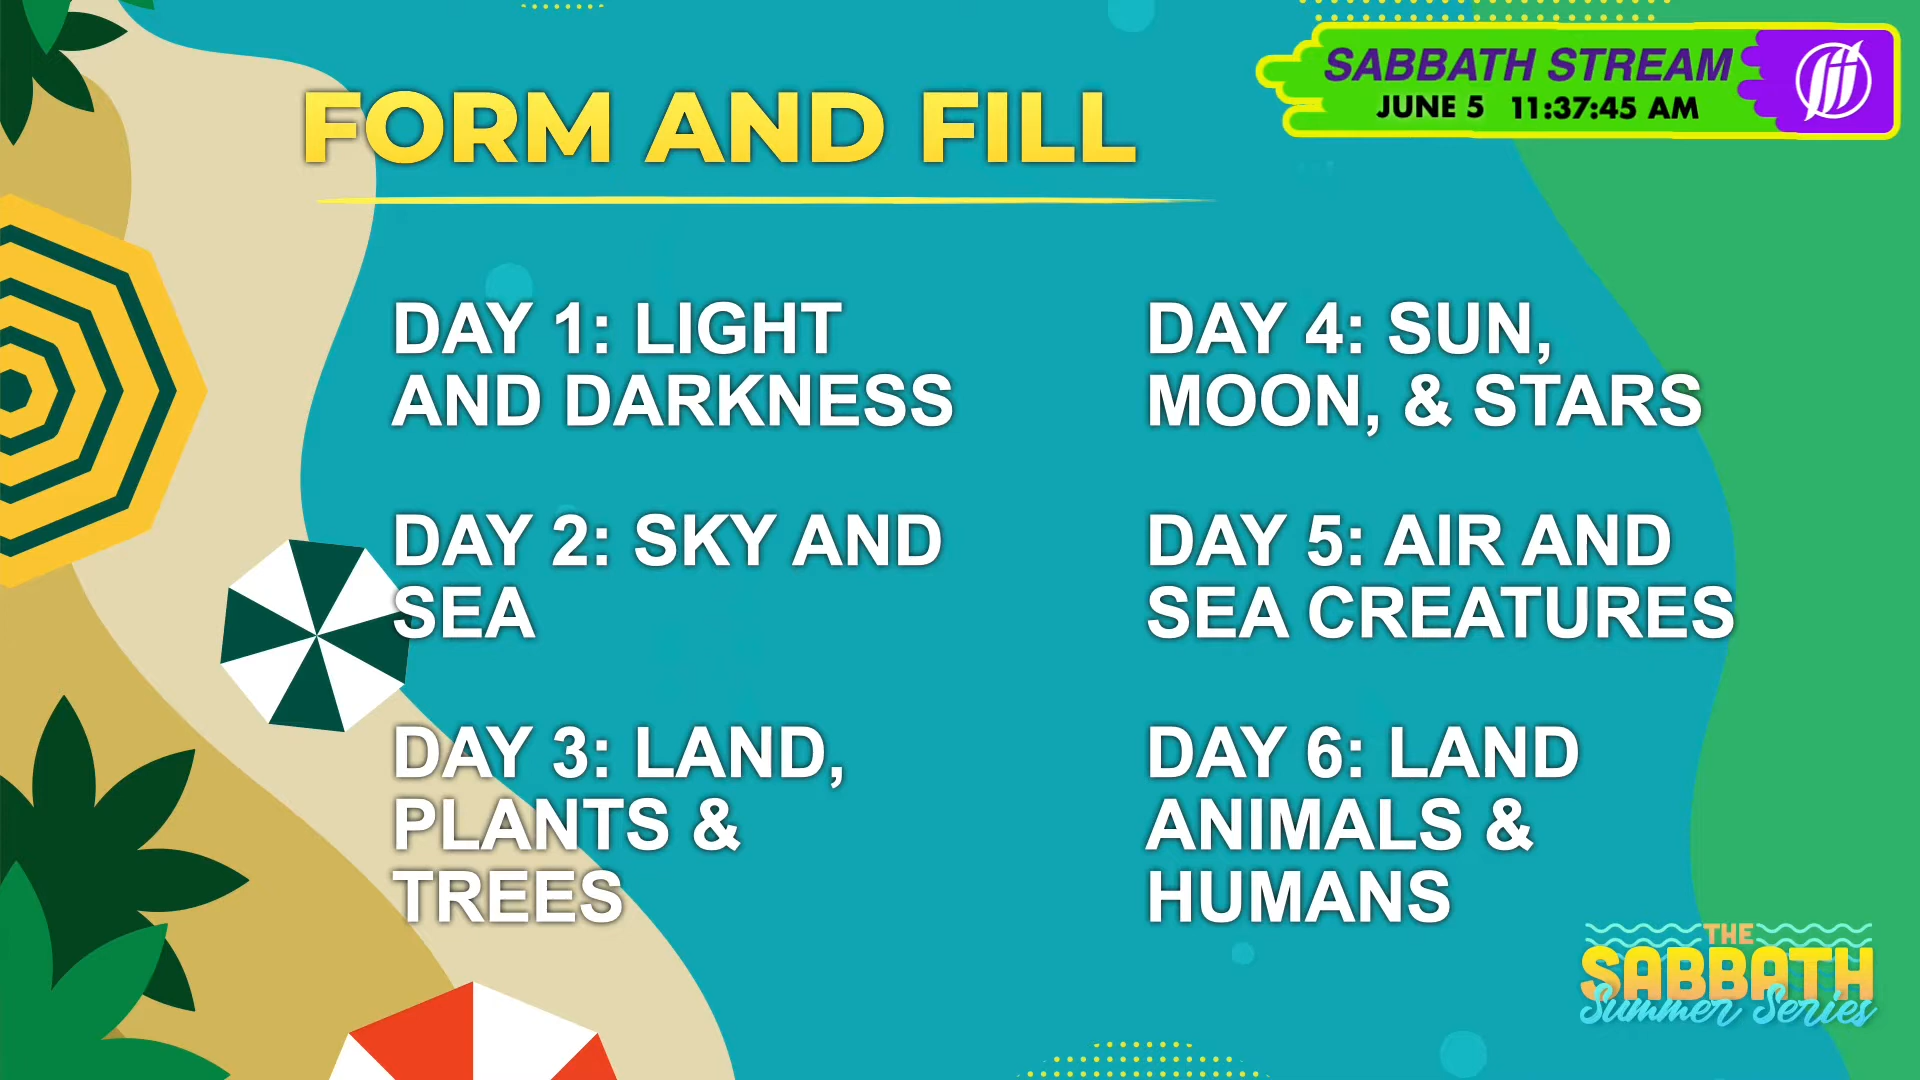 SABBATH STREAM
JUNE 5 11:37:45 AM
FORM AND FILL
DAY 1: LIGHT
AND DARKNESS
DAY 2: SKY AND
SEA
DAY 3: LAND,
PLANTS &
TREES
DAY 4: SUN,
MOON, & STARS
DAY 5: AIR AND
SEA CREATURES
DAY 6: LAND
ANIMALS &
HUMANS
THE
SABBATH
Summer Series